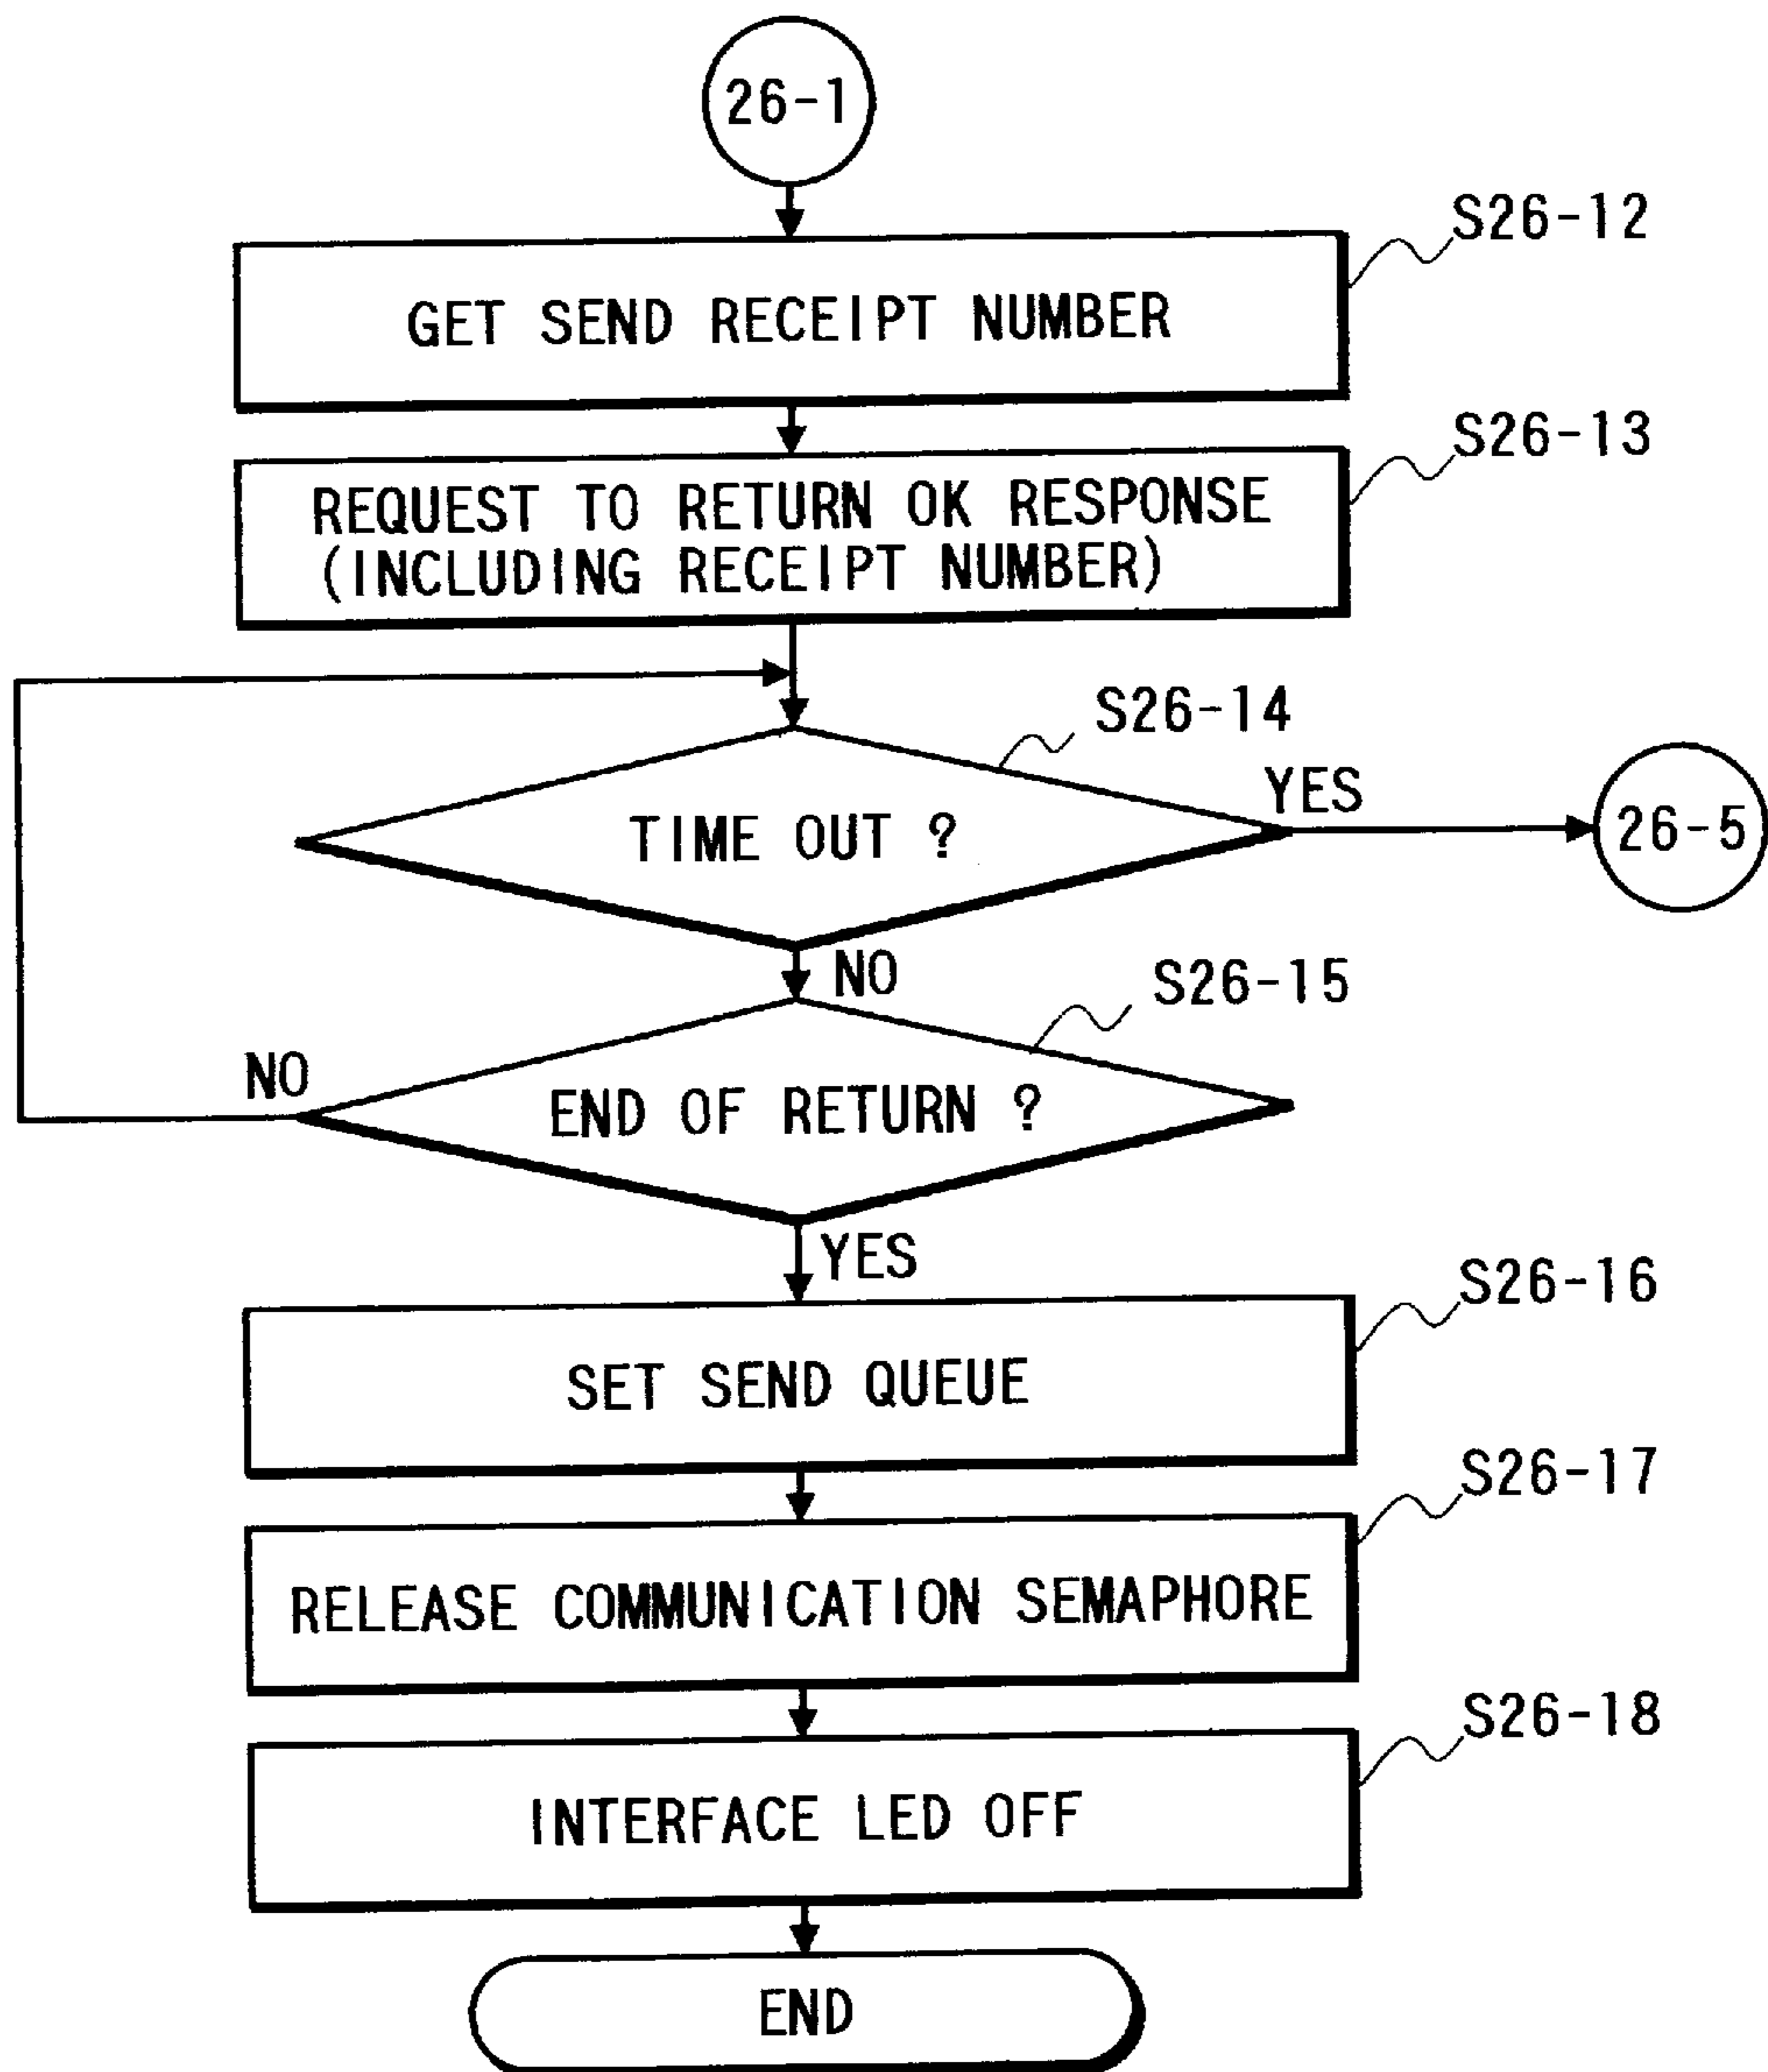 26-1
S26-12
GET SEND RECEIPT NUMBER
S26-13
REQUEST TO RETURN OK RESPONSE
(INCLUDING RECEIPT NUMBER)
S26-14
YES
TIME OUT ?
26-5
NO
S26-15
NO
END OF RETURN ?
YES
S26-16
SET SEND QUEUE
S26-17
RELEASE COMMUNICATION SEMAPHORE
S26-18
INTERFACE LED OFF
END